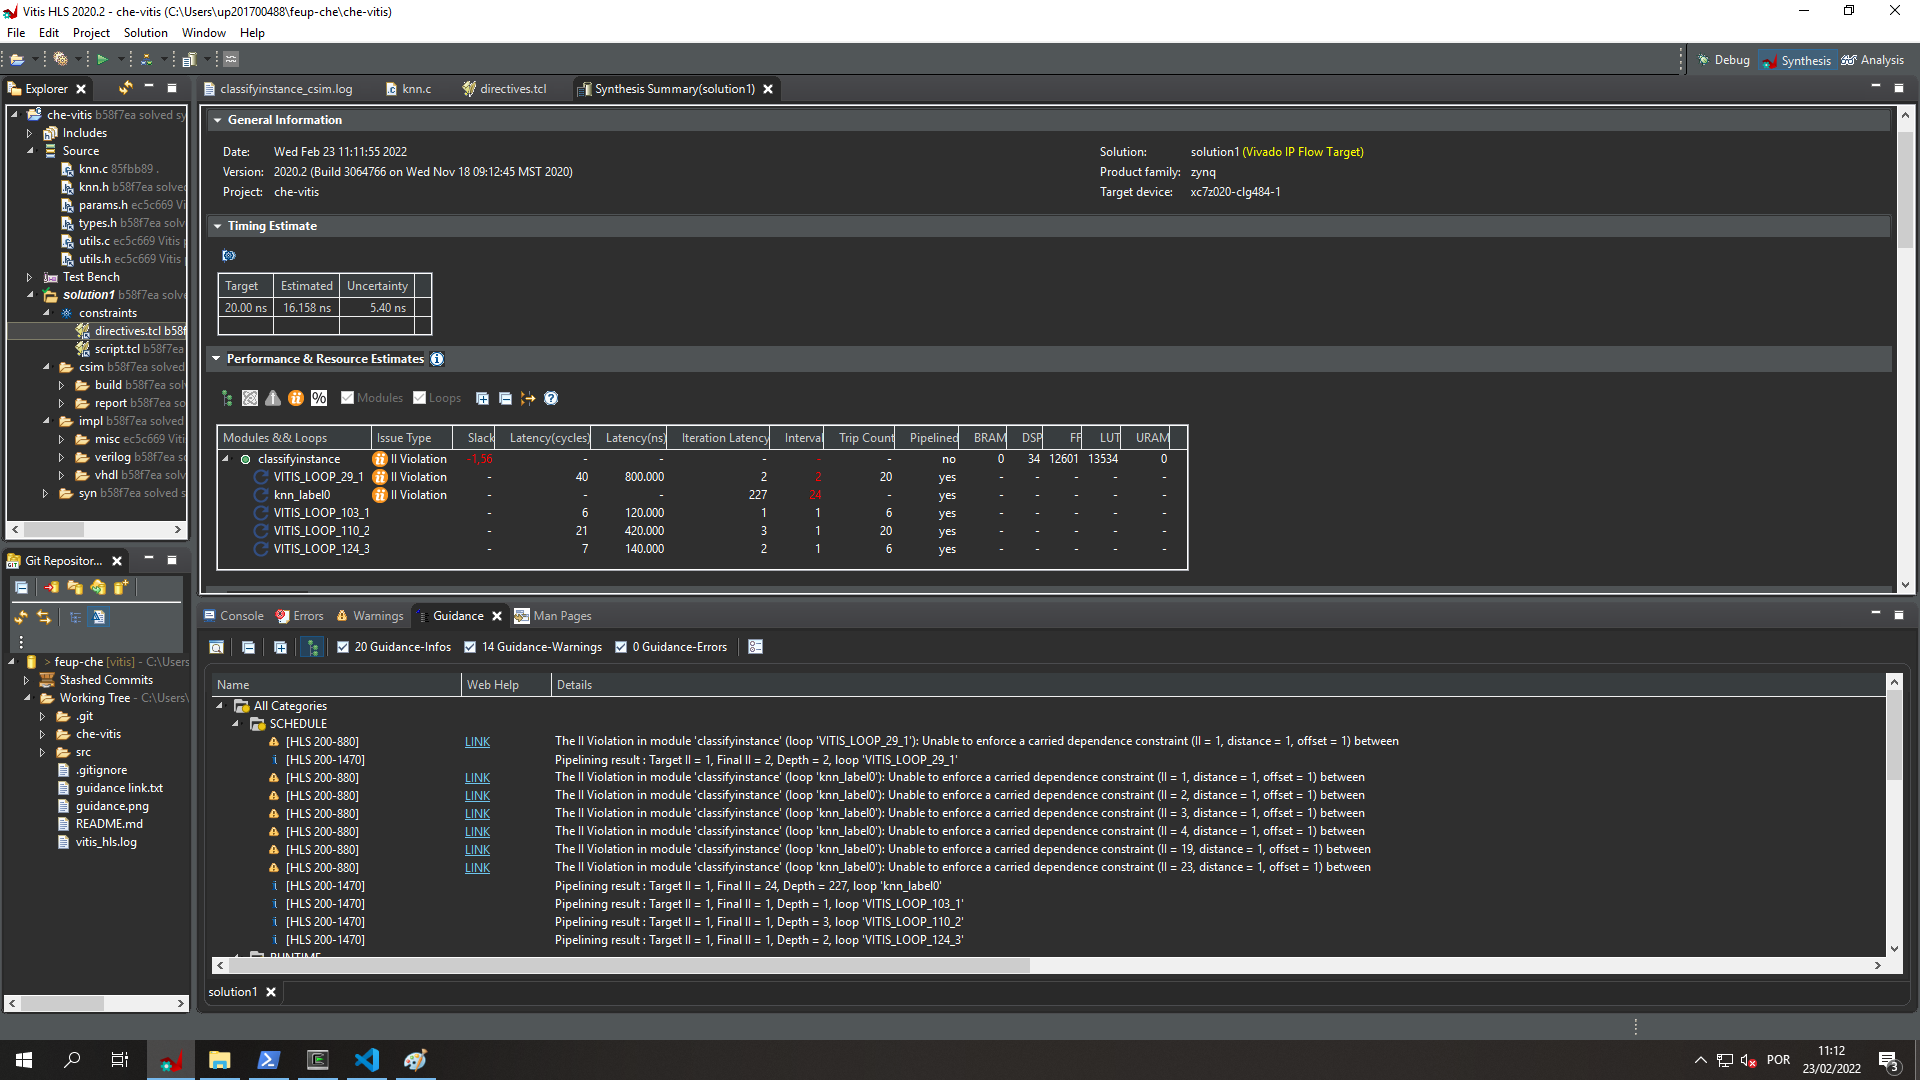 Vitis HLS 2020.2 - che-vitis (C:\Users\up201700488\feup-che\che-vitis)
File Edit Project Solution Window Help
Debug Synthesis Analysis
Explorer
che-vitis b58f7ea solved sy
Includes
Source
knn.c 85fbb89 .
knn.h b58f7ea solve
params.h ec5c669 Vi
types.h b58f7ea solv
utils.c ec5c669 Vitis p
utils.h ec5c669 Vitis
Test Bench
solution1 b58f7ea solve
constraints
directives.tcl b58f
script.tcl b58f7ea
csim b58f7ea solved
build b58f7ea sol
report b58f7ea so
impl b58f7ea solved
misc ec5c669 Viti
verilog b58f7ea so
vhdl b58f7ea solv
syn b58f7ea solved s
Git Repositor...
feup-che [vitis] - C:\Users
Stashed Commits
Working Tree - C:\Users\
.git
che-vitis
src
.gitignore
guidance link.txt
guidance.png
README.md
vitis_hls.log
classifyinstance_csim.log knn.c directives.tcl Synthesis Summary(solution1)
General Information
Date: Wed Feb 23 11:11:55 2022
Version: 2020.2 (Build 3064766 on Wed Nov 18 09:12:45 MST 2020)
Project: che-vitis
Solution: solution1 (Vivado IP Flow Target)
Product family: zynq
Target device: xc7z020-clg484-1
Timing Estimate
Target Estimated Uncertainty
20.00 ns 16.158 ns 5.40 ns
Performance & Resource Estimates
% Modules Loops
Modules && Loops Issue Type Slack Latency(cycles) Latency(ns) Iteration Latency Interval Trip Count Pipelined BRAM DSP FF LUT URAM
classifyinstance II Violation -1,56 - - - - - no 0 34 12601 13534 0
VITIS_LOOP_29_1 II Violation - 40 800.000 2 2 20 yes - - - - -
knn_label0 II Violation - - - 227 24 - yes - - - - -
VITIS_LOOP_103_1 - 6 120.000 1 1 6 yes - - - - -
VITIS_LOOP_110_2 - 21 420.000 3 1 20 yes - - - - -
VITIS_LOOP_124_3 - 7 140.000 2 1 6 yes - - - - -
Console Errors Warnings Guidance Man Pages
20 Guidance-Infos 14 Guidance-Warnings 0 Guidance-Errors
Name Web Help Details
All Categories
SCHEDULE
[HLS 200-880] LINK The II Violation in module 'classifyinstance' (loop 'VITIS_LOOP_29_1'): Unable to enforce a carried dependence constraint (II = 1, distance = 1, offset = 1) between
[HLS 200-1470] Pipelining result : Target II = 1, Final II = 2, Depth = 2, loop 'VITIS_LOOP_29_1'
[HLS 200-880] LINK The II Violation in module 'classifyinstance' (loop 'knn_label0'): Unable to enforce a carried dependence constraint (II = 1, distance = 1, offset = 1) between
[HLS 200-880] LINK The II Violation in module 'classifyinstance' (loop 'knn_label0'): Unable to enforce a carried dependence constraint (II = 2, distance = 1, offset = 1) between
[HLS 200-880] LINK The II Violation in module 'classifyinstance' (loop 'knn_label0'): Unable to enforce a carried dependence constraint (II = 3, distance = 1, offset = 1) between
[HLS 200-880] LINK The II Violation in module 'classifyinstance' (loop 'knn_label0'): Unable to enforce a carried dependence constraint (II = 4, distance = 1, offset = 1) between
[HLS 200-880] LINK The II Violation in module 'classifyinstance' (loop 'knn_label0'): Unable to enforce a carried dependence constraint (II = 19, distance = 1, offset = 1) between
[HLS 200-880] LINK The II Violation in module 'classifyinstance' (loop 'knn_label0'): Unable to enforce a carried dependence constraint (II = 23, distance = 1, offset = 1) between
[HLS 200-1470] Pipelining result : Target II = 1, Final II = 24, Depth = 227, loop 'knn_label0'
[HLS 200-1470] Pipelining result : Target II = 1, Final II = 1, Depth = 1, loop 'VITIS_LOOP_103_1'
[HLS 200-1470] Pipelining result : Target II = 1, Final II = 1, Depth = 3, loop 'VITIS_LOOP_110_2'
[HLS 200-1470] Pipelining result : Target II = 1, Final II = 1, Depth = 2, loop 'VITIS_LOOP_124_3'
RUNTIME
solution1
POR
11:12
23/02/2022
3